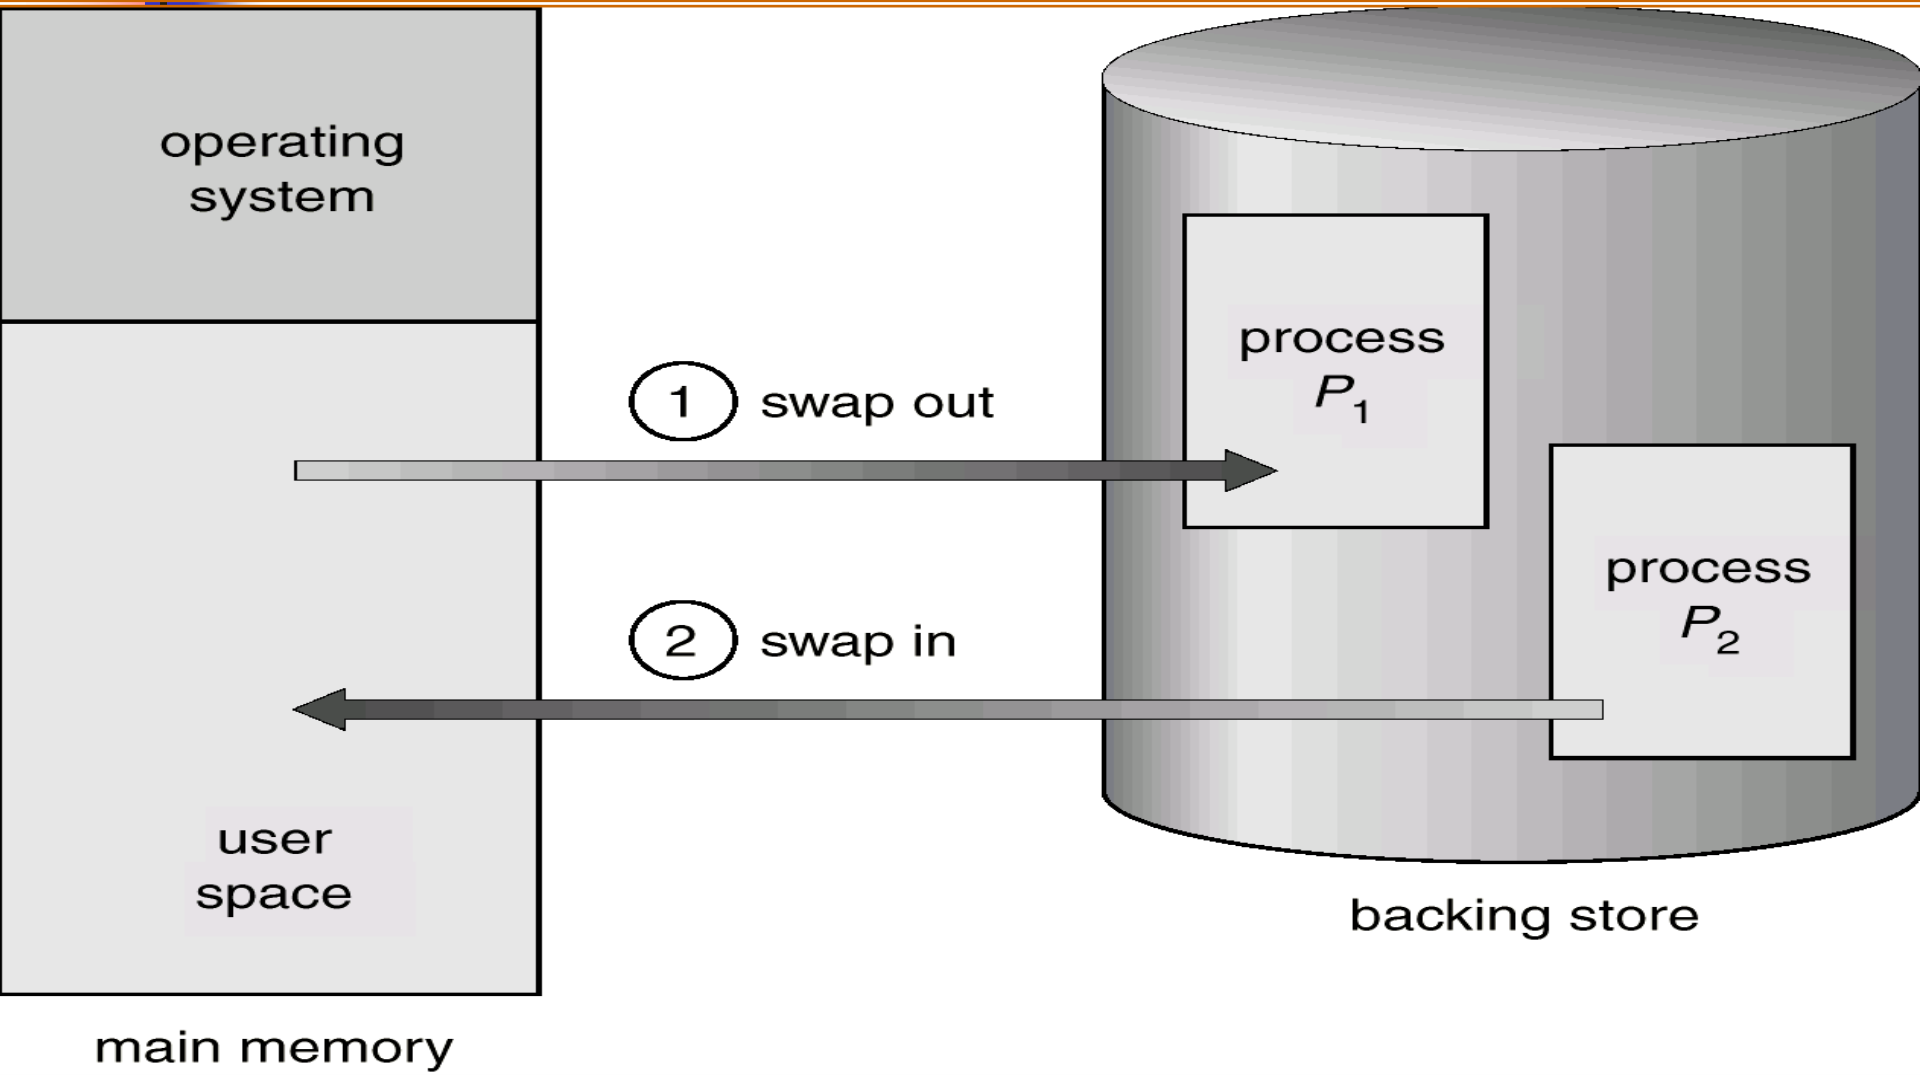 operating
system
1 swap out
process
P1
2 swap in
process
P2
user
space
backing store
main memory